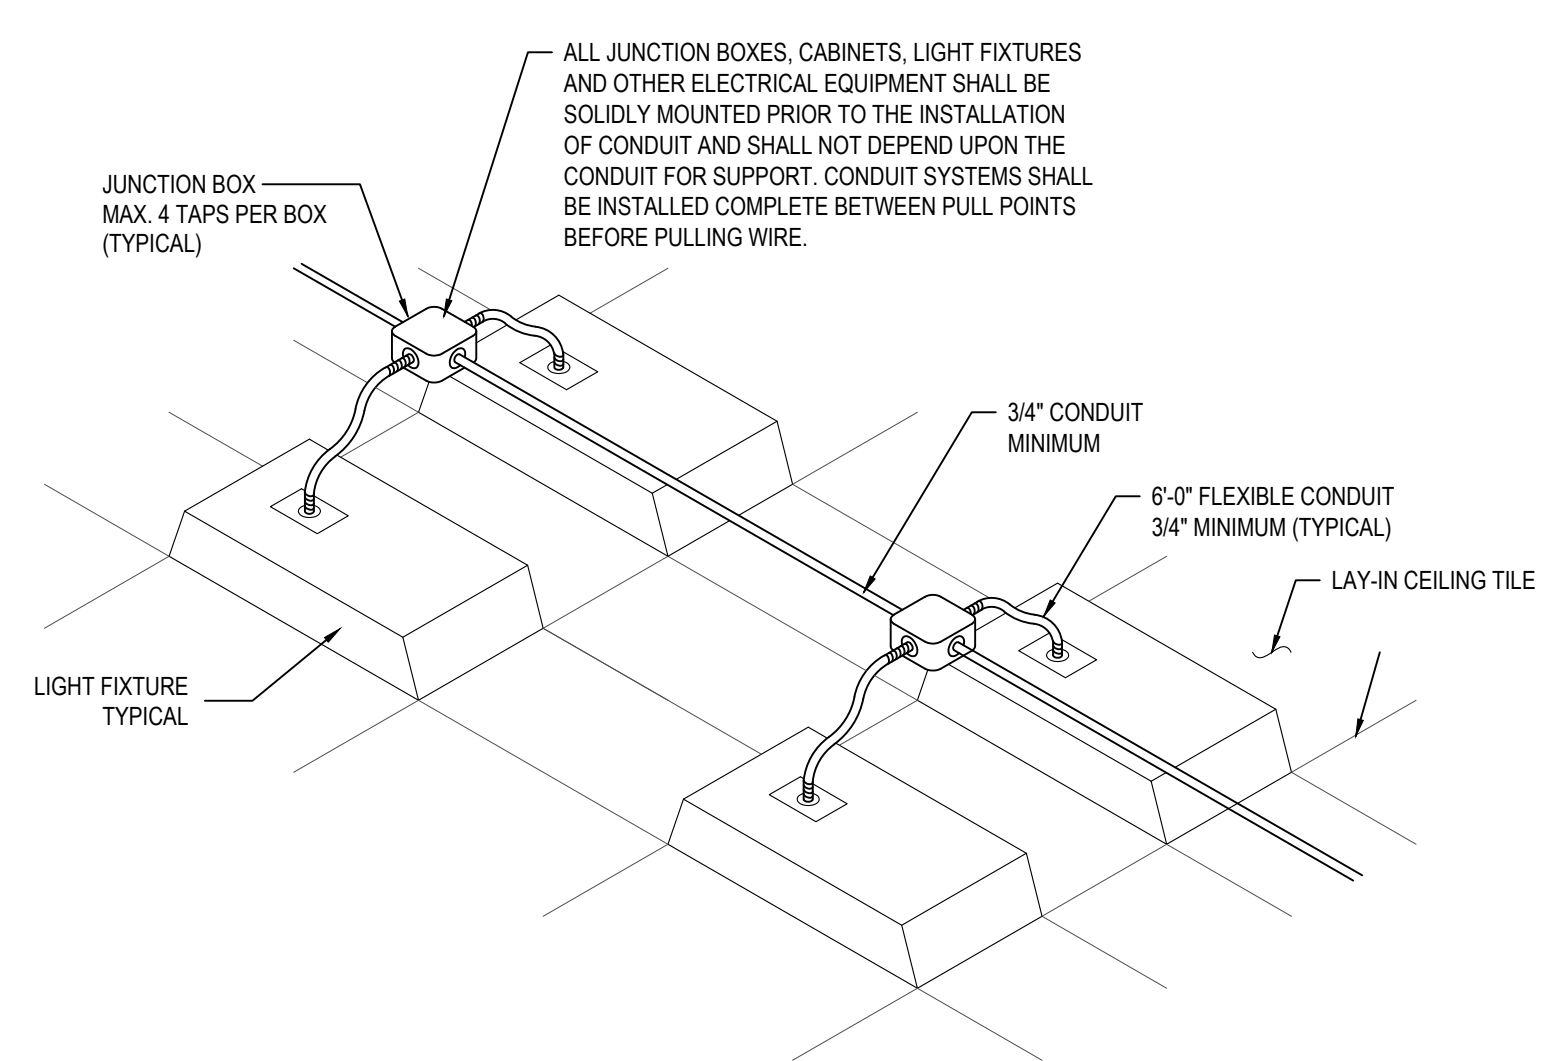 ALL JUNCTION BOXES, CABINETS, LIGHT FIXTURES
AND OTHER ELECTRICAL EQUIPMENT SHALL BE
SOLIDLY MOUNTED PRIOR TO THE INSTALLATION
OF CONDUIT AND SHALL NOT DEPEND UPON THE
CONDUIT FOR SUPPORT. CONDUIT SYSTEMS SHALL
BE INSTALLED COMPLETE BETWEEN PULL POINTS
BEFORE PULLING WIRE.
JUNCTION BOX
MAX. 4 TAPS PER BOX
(TYPICAL)
3/4" CONDUIT
MINIMUM
6'-0" FLEXIBLE CONDUIT
3/4" MINIMUM (TYPICAL)
LAY-IN CEILING TILE
LIGHT FIXTURE
TYPICAL